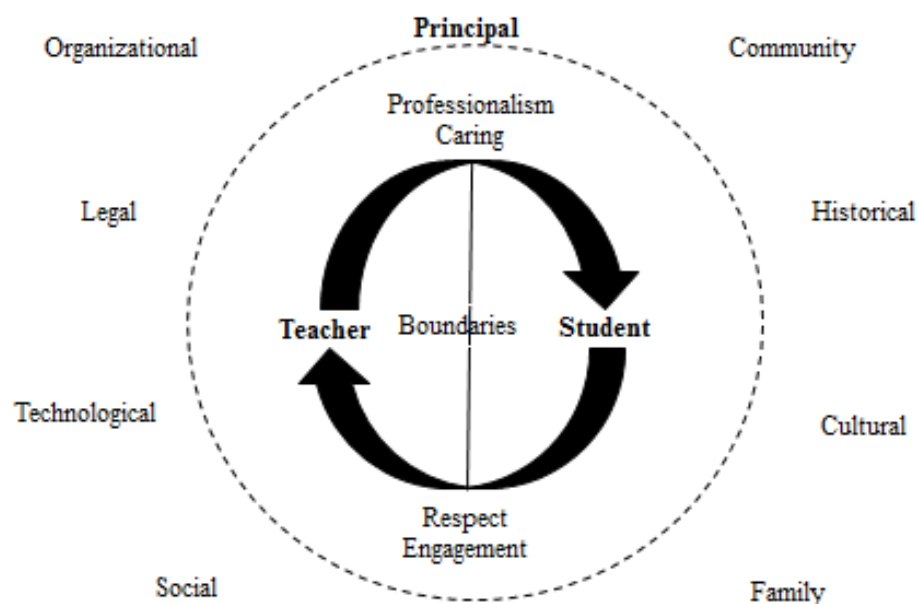 Principal
Organizational
Community
Professionalism
Caring
Legal
Historical
Teacher
Boundaries
Student
Technological
Cultural
Respect
Engagement
Social
Family